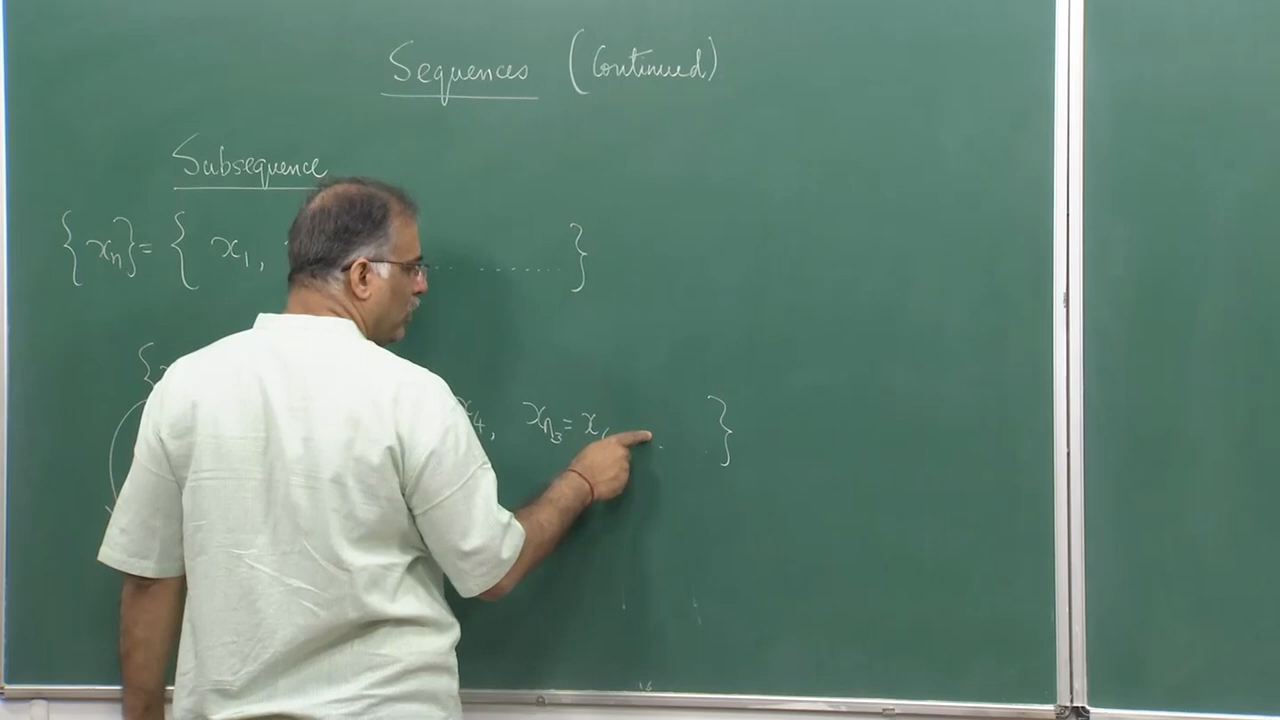 Sequences (Continued)
Subsequence
{xₙ} = { x₁, ............ }
{
x₄, xₙ₃ = x . }